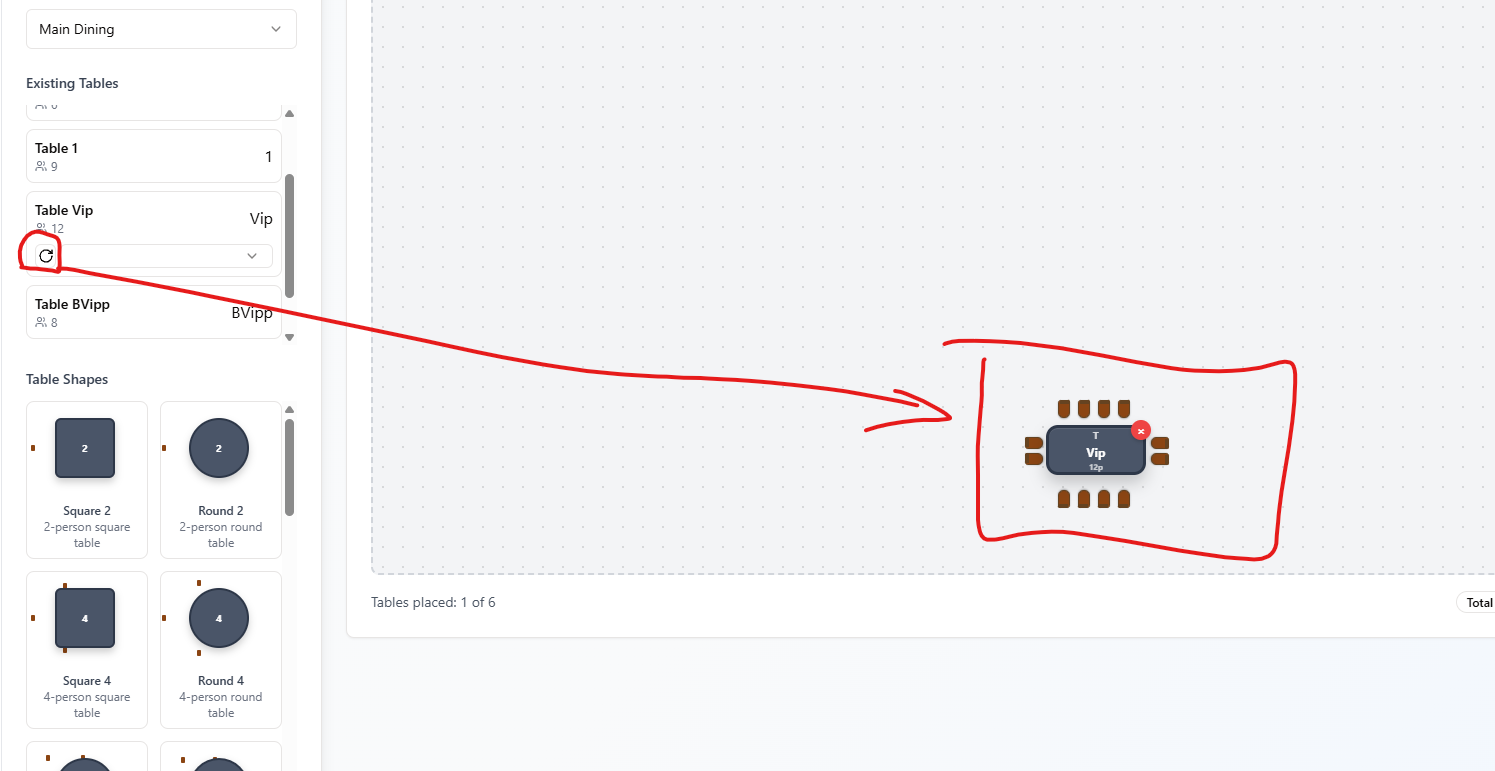 Main Dining
Existing Tables
Table 1
9
1
Table Vip
12
Vip
Table BVipp
8
BVipp
Table Shapes
2
Square 2
2-person square
table
2
Round 2
2-person round
table
4
Square 4
4-person square
table
4
Round 4
4-person round
table
T
Vip
12p
×
Tables placed: 1 of 6
Total